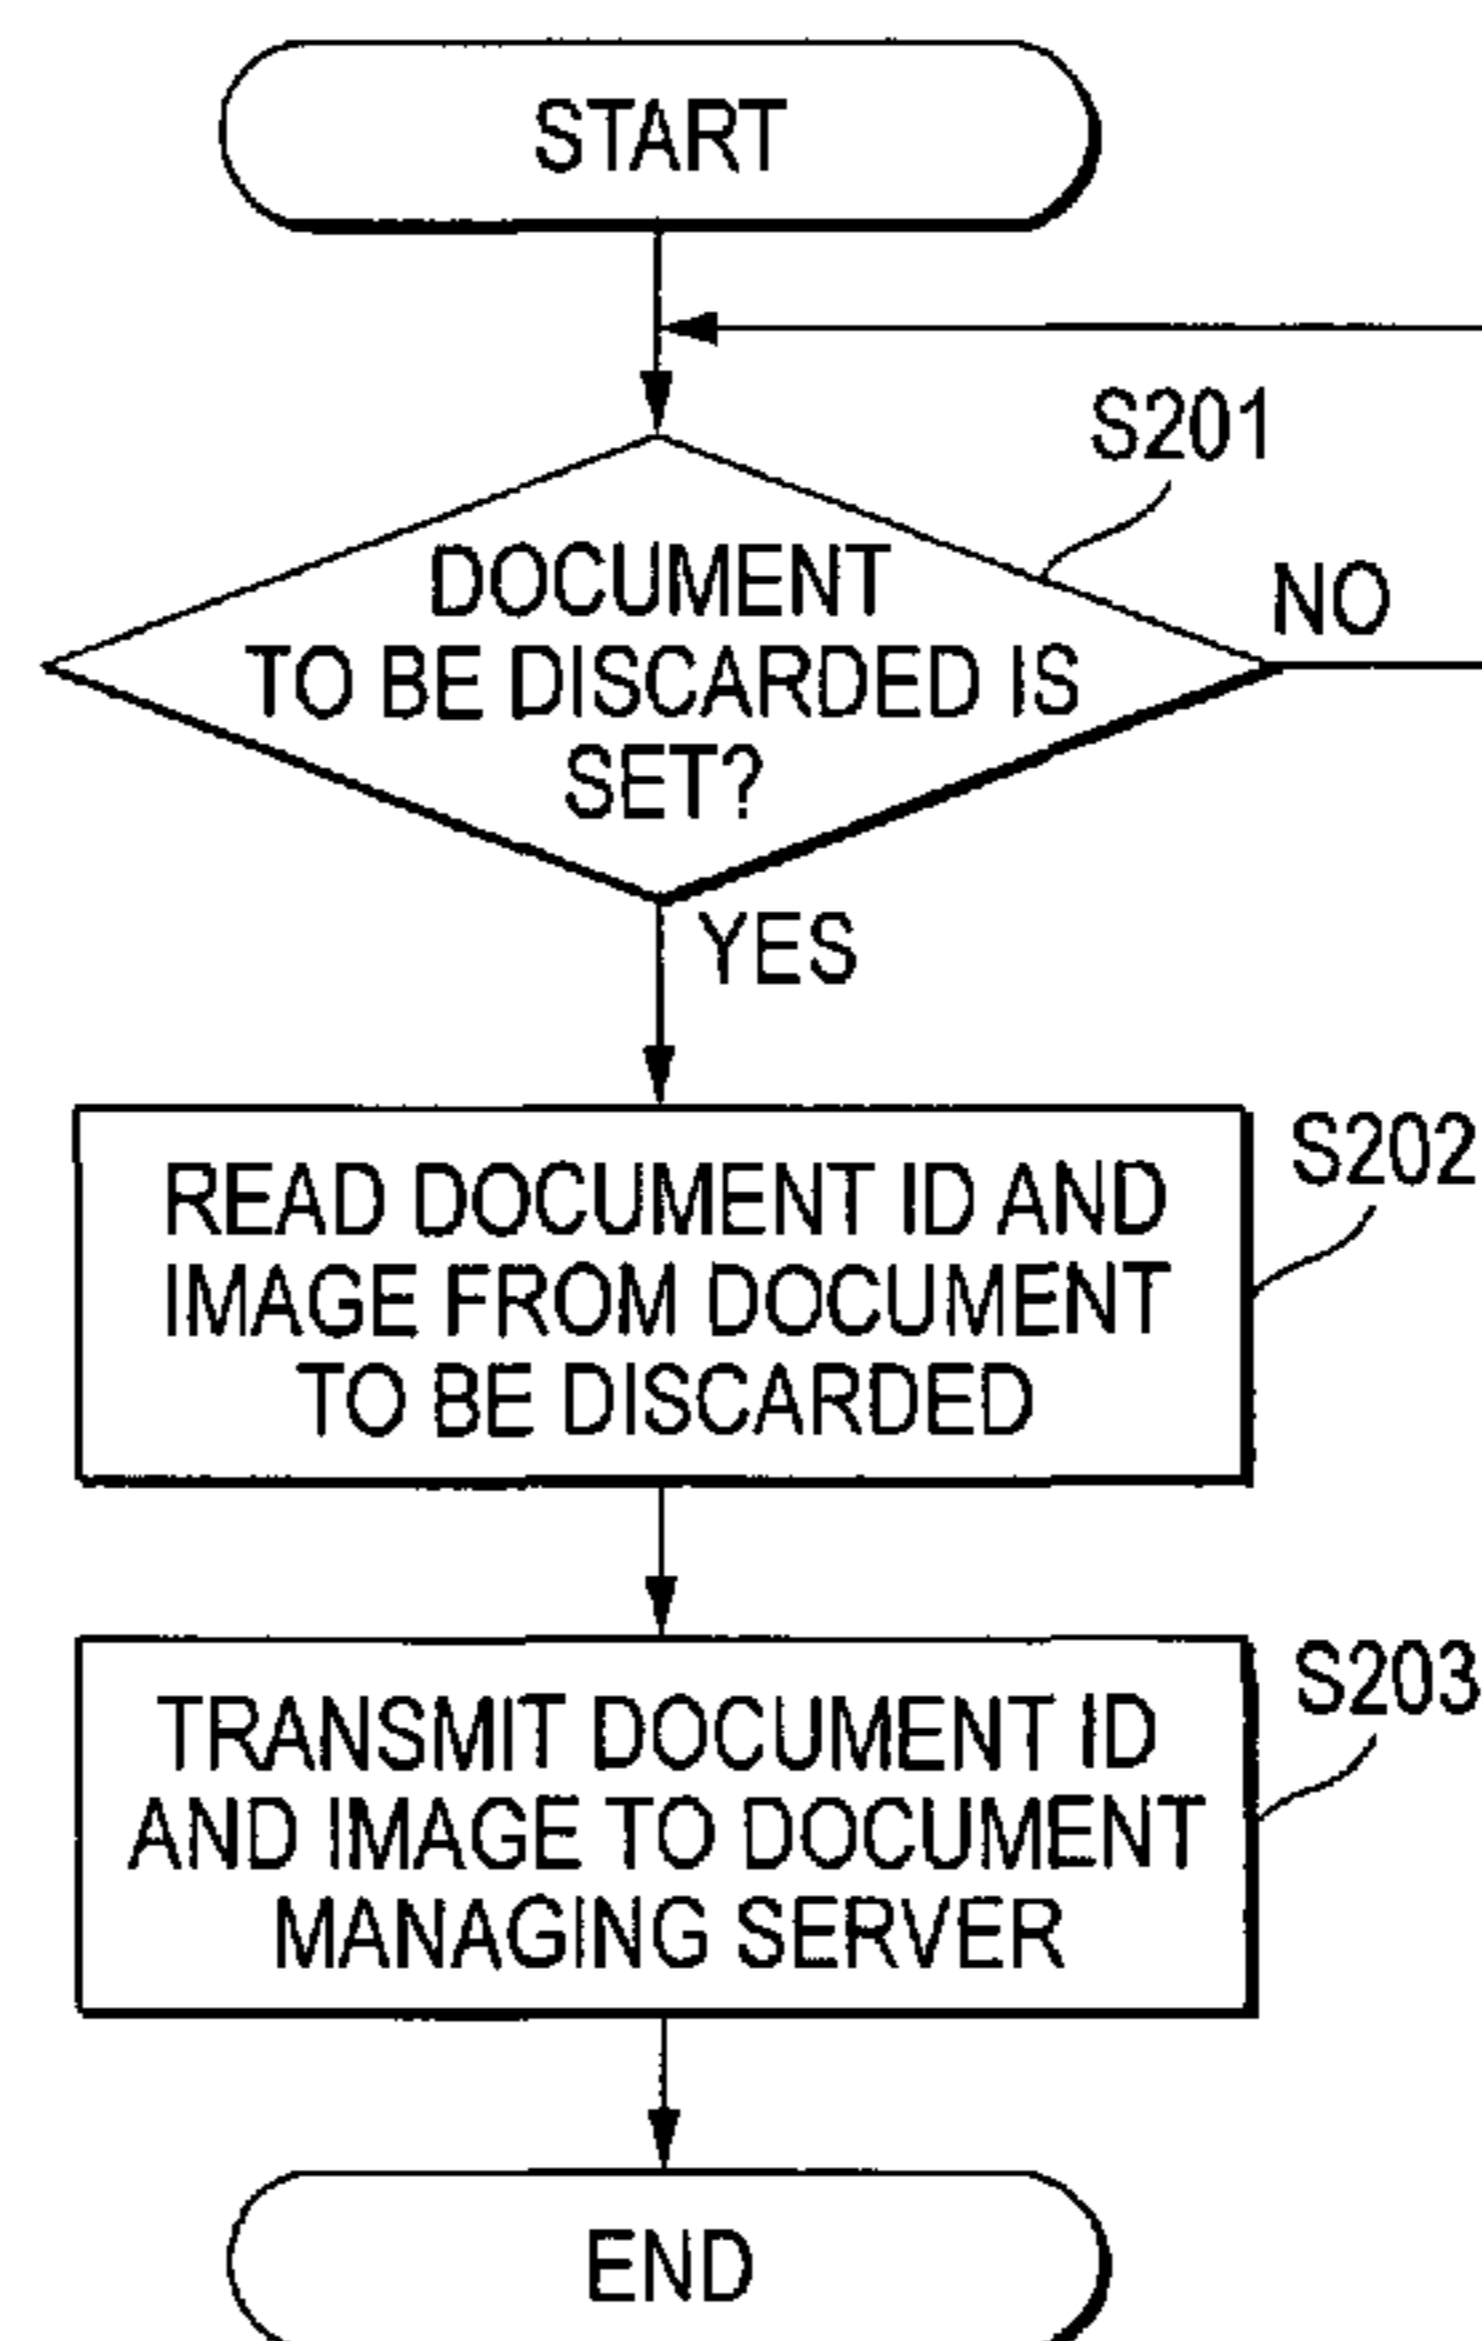 START
S201
DOCUMENT
TO BE DISCARDED IS
SET?
NO
YES
S202
READ DOCUMENT ID AND
IMAGE FROM DOCUMENT
TO BE DISCARDED
S203
TRANSMIT DOCUMENT ID
AND IMAGE TO DOCUMENT
MANAGING SERVER
END